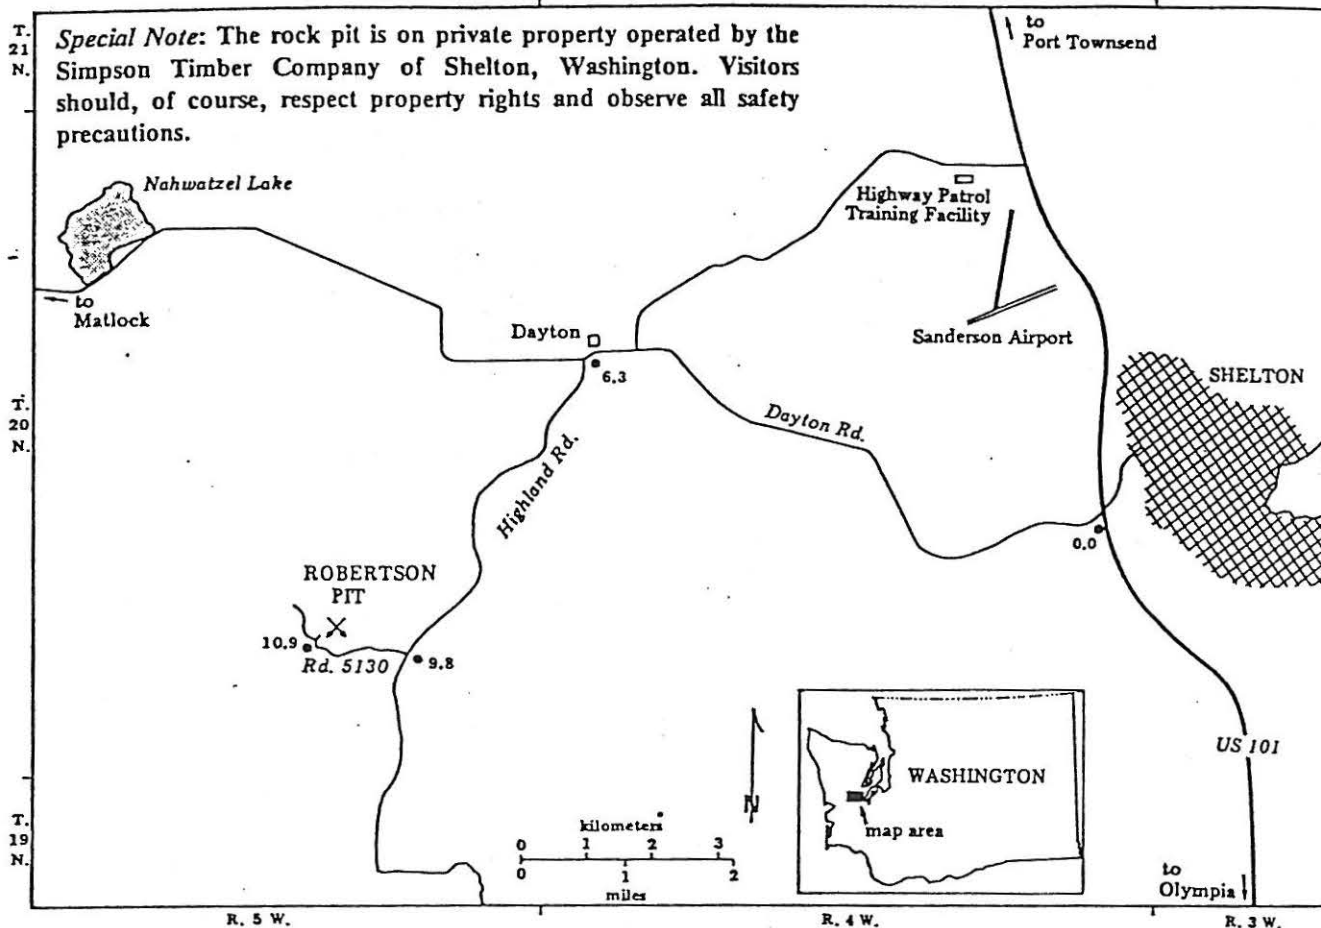 T.
21
N.
Special Note: The rock pit is on private property operated by the
Simpson Timber Company of Shelton, Washington. Visitors
should, of course, respect property rights and observe all safety
precautions.
to
Port Townsend
Nahwatzel Lake
Highway Patrol
Training Facility
to
Matlock
Dayton
Sanderson Airport
6.3
SHELTON
T.
20
N.
Dayton Rd.
Highland Rd.
0.0
ROBERTSON
PIT
10.9
Rd. 5130
9.8
US 101
WASHINGTON
N
map area
kilometers
0 1 2 3
0 1 2
miles
T.
19
N.
to
Olympia
R. 5 W.
R. 4 W.
R. 3 W.